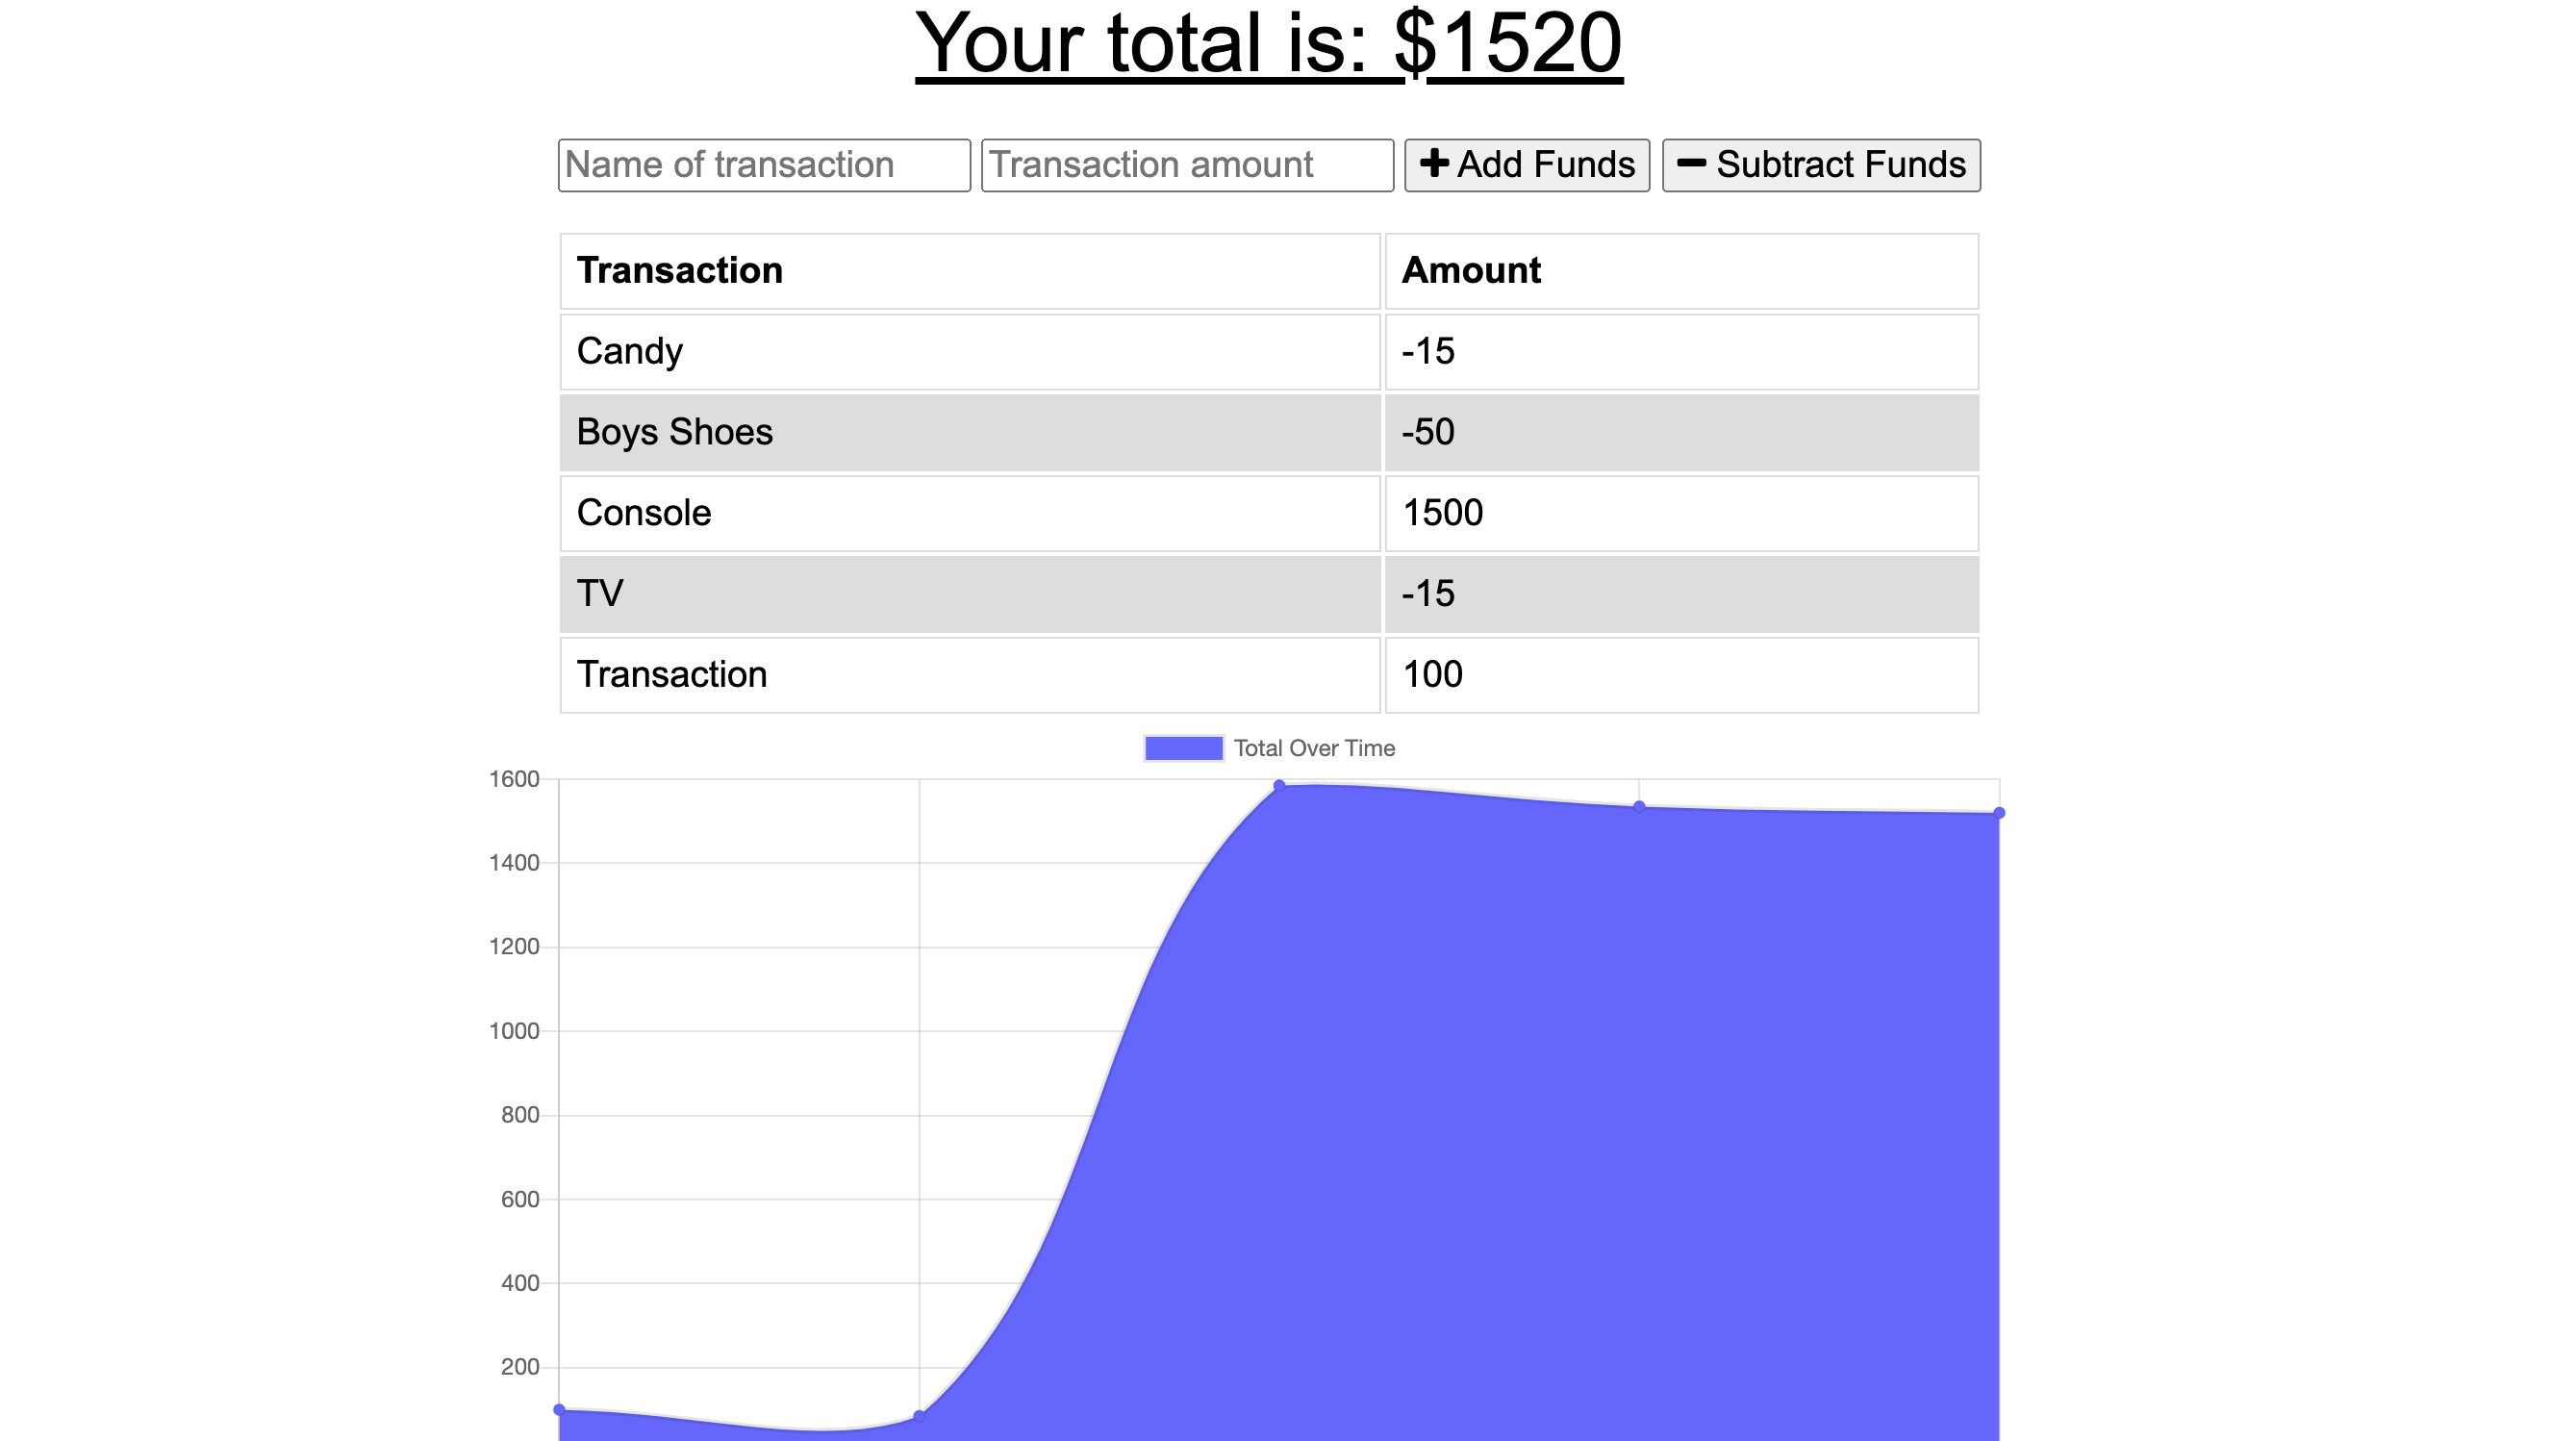 Your total is: $1520
Name of transaction Transaction amount Add Funds Subtract Funds
Transaction Amount
Candy -15
Boys Shoes -50
Console 1500
TV -15
Transaction 100
Total Over Time
1600
1400
1200
1000
800
600
400
200